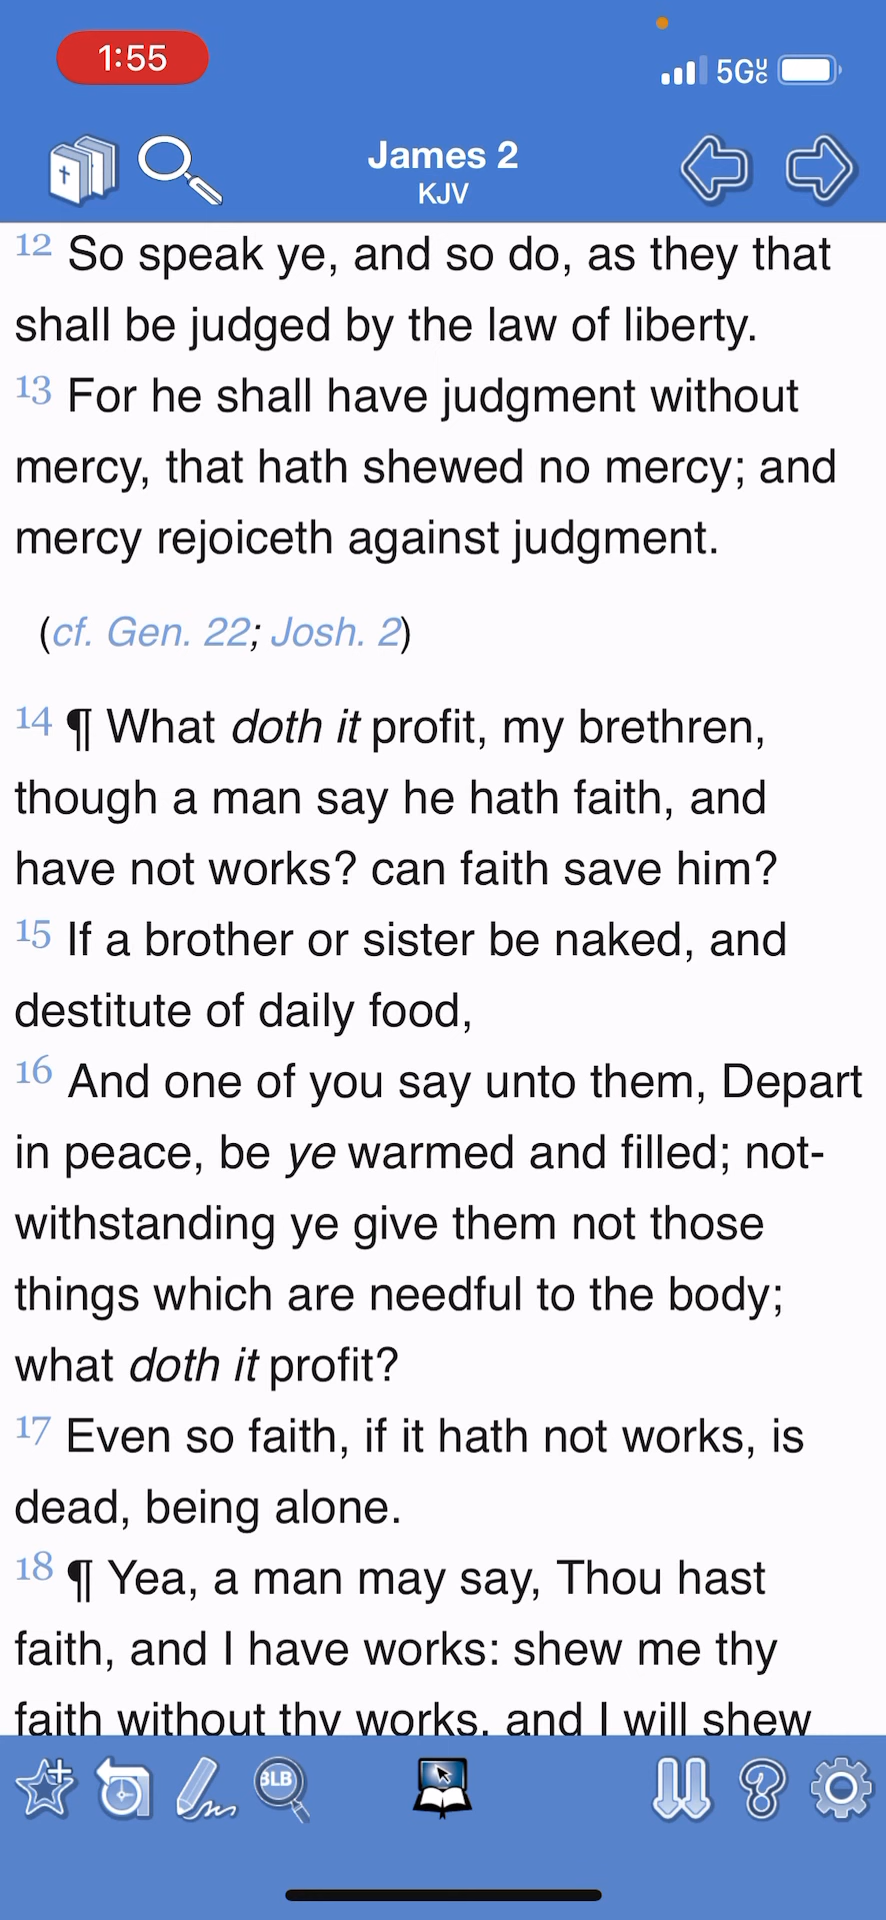 1:55
5GUC
James 2
KJV
12 So speak ye, and so do, as they that
shall be judged by the law of liberty.
13 For he shall have judgment without
mercy, that hath shewed no mercy; and
mercy rejoiceth against judgment.
(cf. Gen. 22; Josh. 2)
14 ¶ What doth it profit, my brethren,
though a man say he hath faith, and
have not works? can faith save him?
15 If a brother or sister be naked, and
destitute of daily food,
16 And one of you say unto them, Depart
in peace, be ye warmed and filled; not-
withstanding ye give them not those
things which are needful to the body;
what doth it profit?
17 Even so faith, if it hath not works, is
dead, being alone.
18 ¶ Yea, a man may say, Thou hast
faith, and I have works: shew me thy
faith without thy works, and I will shew
BLB